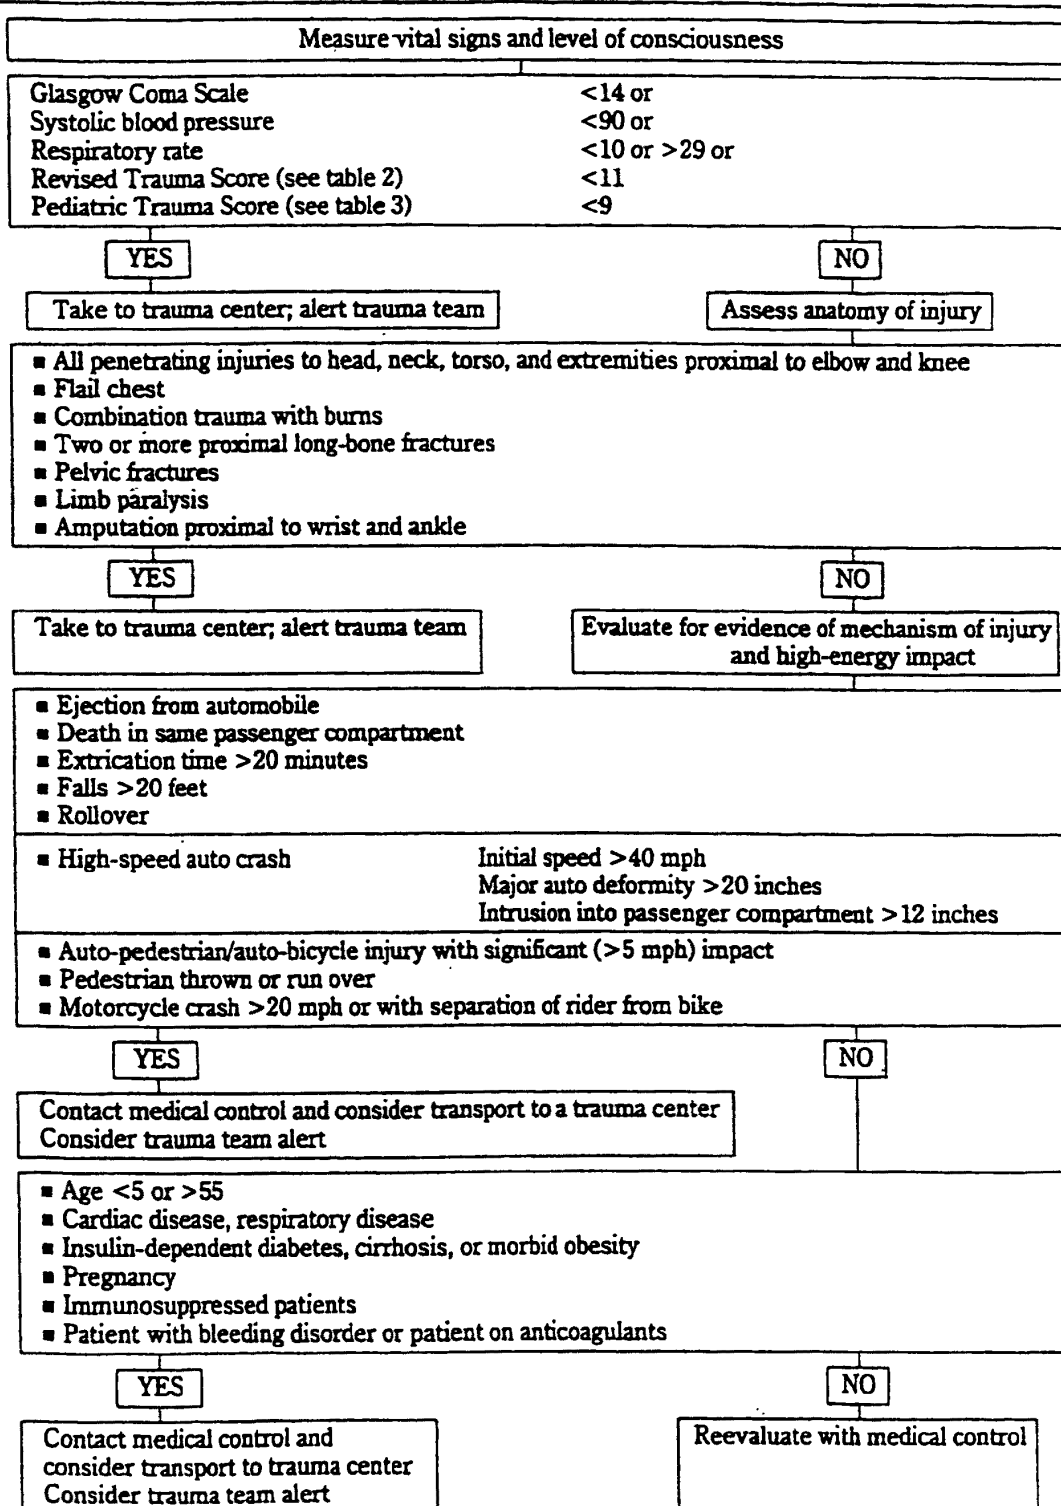 Measure vital signs and level of consciousness
Glasgow Coma Scale <14 or
Systolic blood pressure <90 or
Respiratory rate <10 or >29 or
Revised Trauma Score (see table 2) <11
Pediatric Trauma Score (see table 3) <9
YES NO
Take to trauma center; alert trauma team Assess anatomy of injury
■ All penetrating injuries to head, neck, torso, and extremities proximal to elbow and knee
■ Flail chest
■ Combination trauma with burns
■ Two or more proximal long-bone fractures
■ Pelvic fractures
■ Limb paralysis
■ Amputation proximal to wrist and ankle
YES NO
Take to trauma center; alert trauma team Evaluate for evidence of mechanism of injury
and high-energy impact
■ Ejection from automobile
■ Death in same passenger compartment
■ Extrication time >20 minutes
■ Falls >20 feet
■ Rollover
■ High-speed auto crash Initial speed >40 mph
Major auto deformity >20 inches
Intrusion into passenger compartment >12 inches
■ Auto-pedestrian/auto-bicycle injury with significant (>5 mph) impact
■ Pedestrian thrown or run over
■ Motorcycle crash >20 mph or with separation of rider from bike
YES NO
Contact medical control and consider transport to a trauma center
Consider trauma team alert
■ Age <5 or >55
■ Cardiac disease, respiratory disease
■ Insulin-dependent diabetes, cirrhosis, or morbid obesity
■ Pregnancy
■ Immunosuppressed patients
■ Patient with bleeding disorder or patient on anticoagulants
YES NO
Contact medical control and Reevaluate with medical control
consider transport to trauma center
Consider trauma team alert